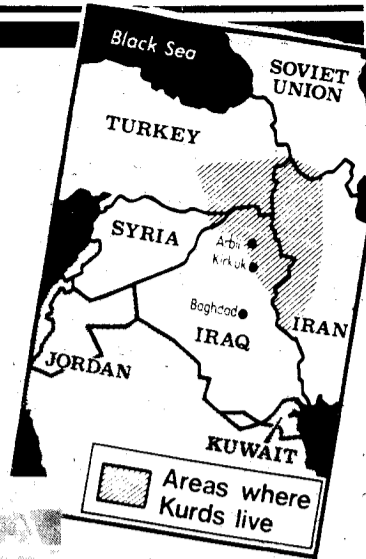 Black Sea
SOVIET
UNION
TURKEY
SYRIA
Arbil
Kirkuk
Baghdad
IRAQ
IRAN
JORDAN
KUWAIT
Areas where
Kurds live